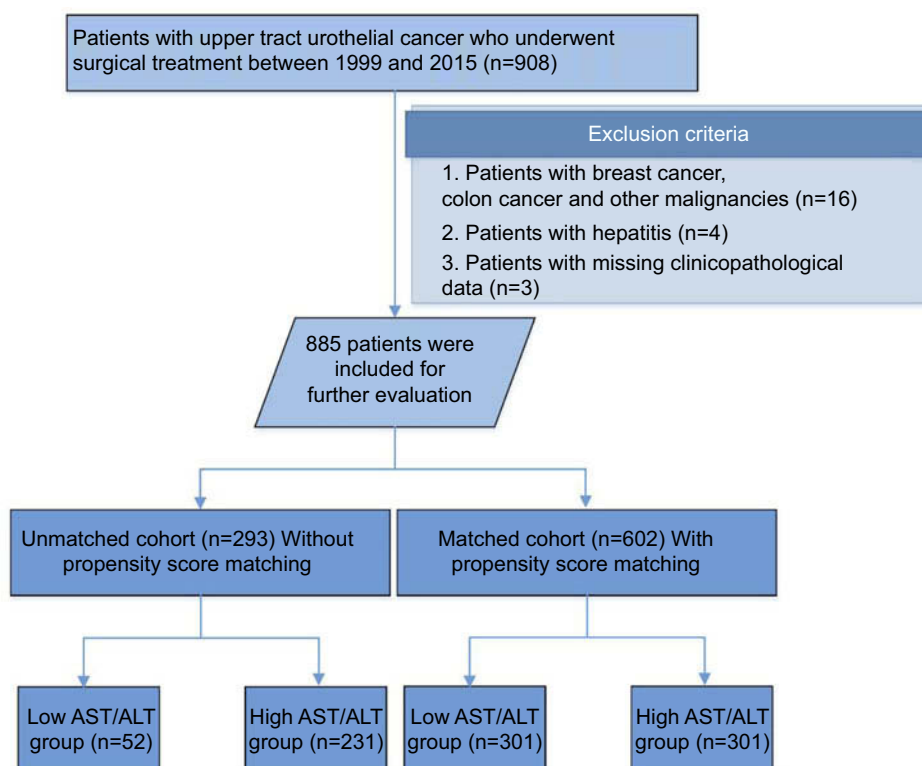 Patients with upper tract urothelial cancer who underwent
surgical treatment between 1999 and 2015 (n=908)
Exclusion criteria
1. Patients with breast cancer,
colon cancer and other malignancies (n=16)
2. Patients with hepatitis (n=4)
3. Patients with missing clinicopathological
data (n=3)
885 patients were
included for
further evaluation
Unmatched cohort (n=293) Without
propensity score matching
Matched cohort (n=602) With
propensity score matching
Low AST/ALT
group (n=52)
High AST/ALT
group (n=231)
Low AST/ALT
group (n=301)
High AST/ALT
group (n=301)